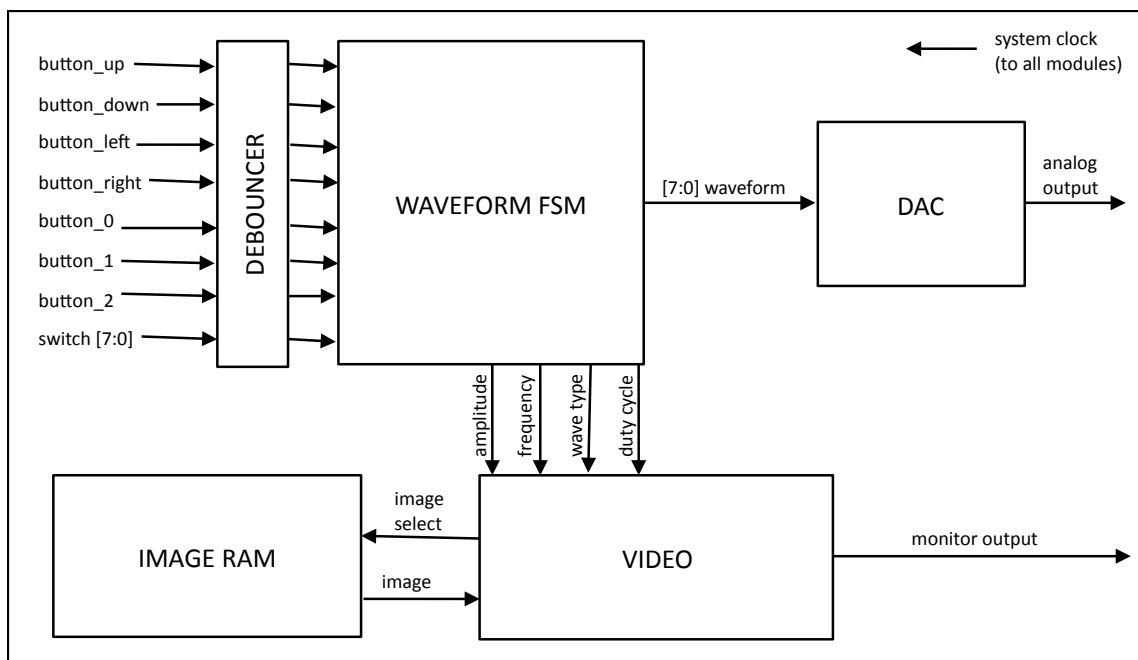 button_up
button_down
button_left
button_right
button_0
button_1
button_2
switch [7:0]
DEBOUNCER
WAVEFORM FSM
system clock
(to all modules)
[7:0] waveform
DAC
analog
output
amplitude
frequency
wave type
duty cycle
IMAGE RAM
image
select
image
VIDEO
monitor output